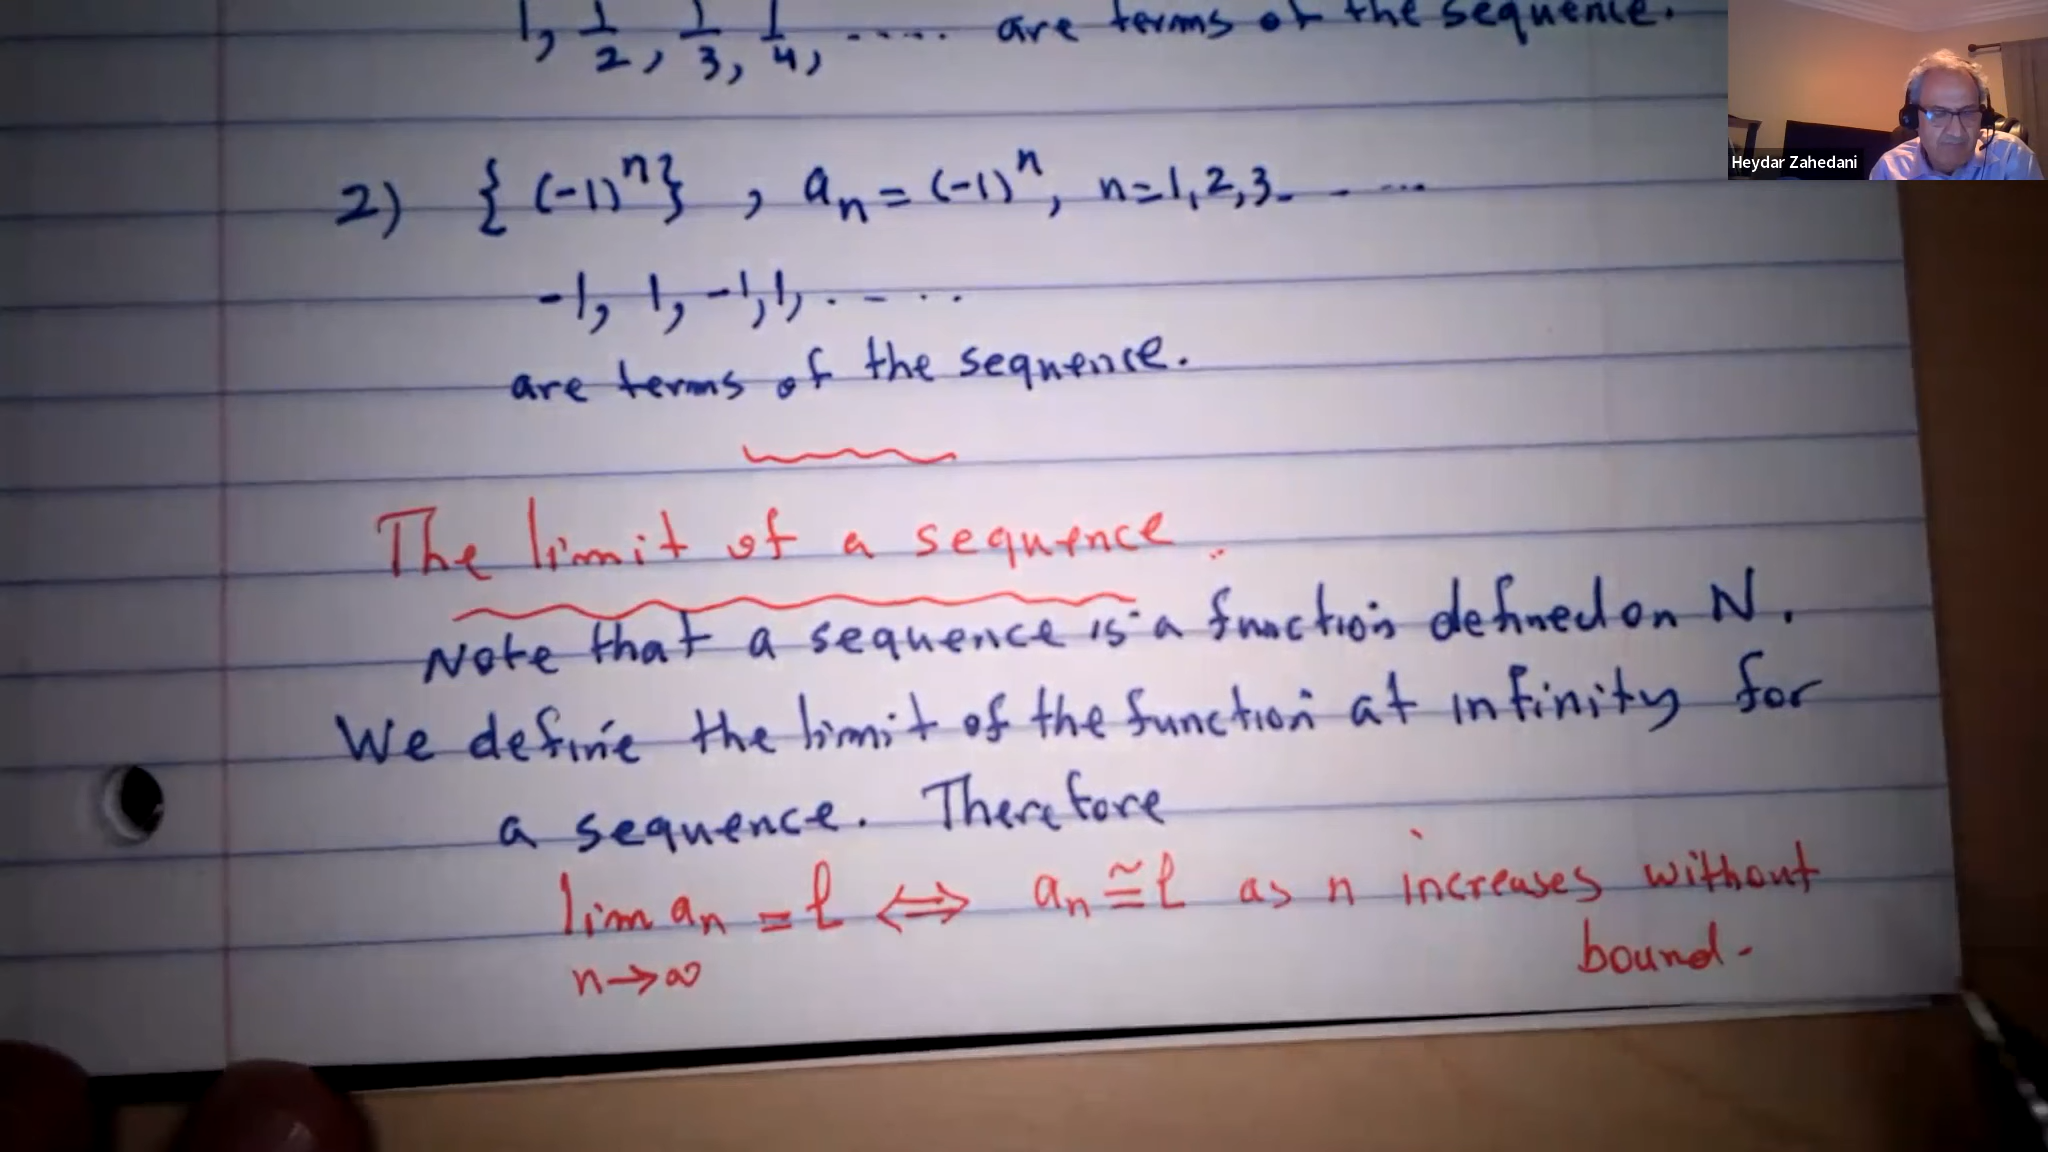 1, 1/2, 1/3, 1/4, ..... are terms of the sequence.
Heydar Zahedani
2) {(-1)^n}, a_n = (-1)^n, n=1,2,3- - ...
-1, 1, -1, 1, . - . .
are terms of the sequence.
The limit of a sequence.
Note that a sequence is a function defined on N.
We define the limit of the function at infinity for
a sequence. Therefore
lim a_n = l ⇔ a_n ≅ l as n increases without
n→∞ bound.